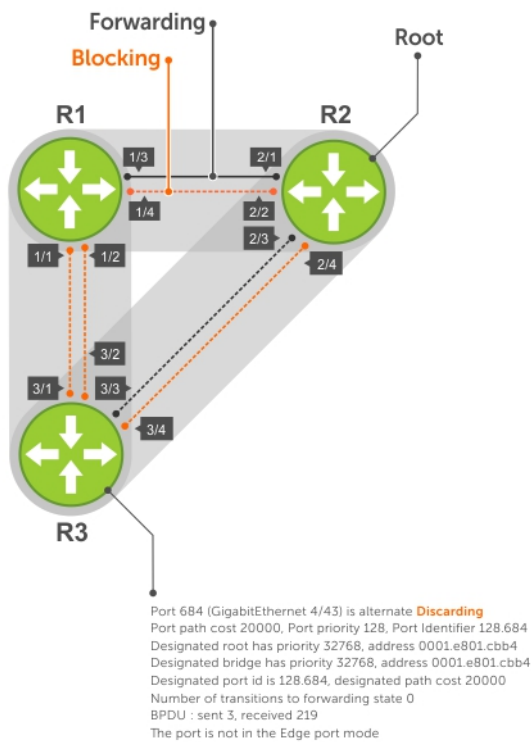 Forwarding
Blocking
Root
R1
R2
1/3
2/1
1/4
2/2
1/1
1/2
2/3
2/4
3/2
3/1
3/3
3/4
R3
Port 684 (GigabitEthernet 4/43) is alternate Discarding
Port path cost 20000, Port priority 128, Port Identifier 128.684
Designated root has priority 32768, address 0001.e801.cbb4
Designated bridge has priority 32768, address 0001.e801.cbb4
Designated port id is 128.684, designated path cost 20000
Number of transitions to forwarding state 0
BPDU : sent 3, received 219
The port is not in the Edge port mode